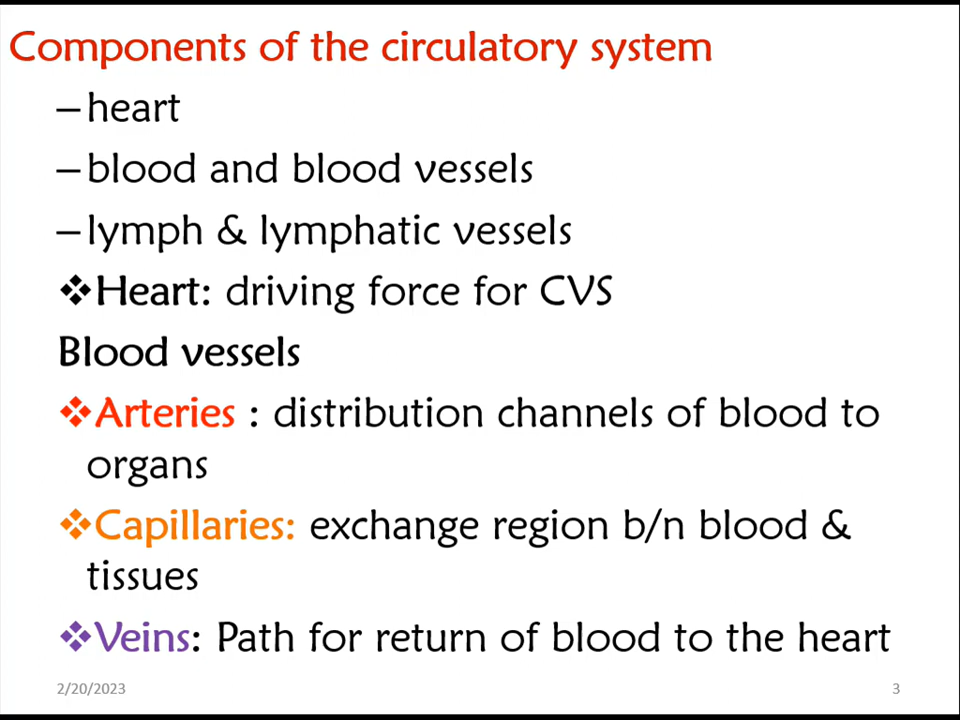 Components of the circulatory system
– heart
– blood and blood vessels
– lymph & lymphatic vessels
❖Heart: driving force for CVS
Blood vessels
❖Arteries : distribution channels of blood to
organs
❖Capillaries: exchange region b/n blood &
tissues
❖Veins: Path for return of blood to the heart
2/20/2023
3